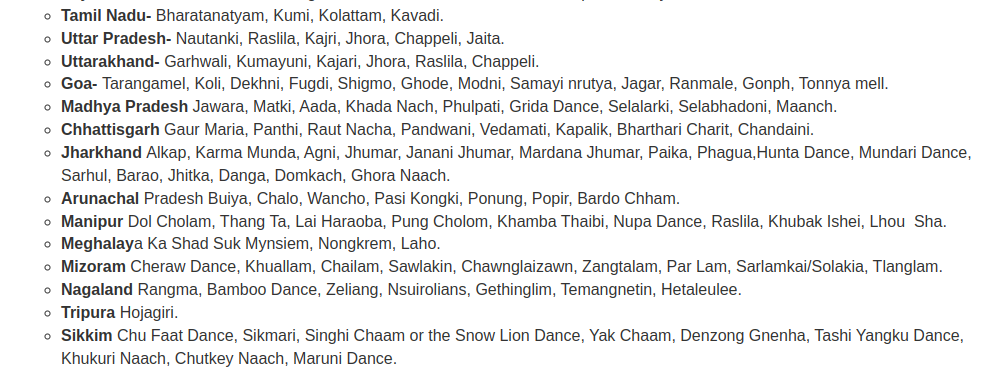 Tamil Nadu- Bharatanatyam, Kumi, Kolattam, Kavadi.
Uttar Pradesh- Nautanki, Raslila, Kajri, Jhora, Chappeli, Jaita.
Uttarakhand- Garhwali, Kumayuni, Kajari, Jhora, Raslila, Chappeli.
Goa- Tarangamel, Koli, Dekhni, Fugdi, Shigmo, Ghode, Modni, Samayi nrutya, Jagar, Ranmale, Gonph, Tonnya mell.
Madhya Pradesh Jawara, Matki, Aada, Khada Nach, Phulpati, Grida Dance, Selalarki, Selabhadoni, Maanch.
Chhattisgarh Gaur Maria, Panthi, Raut Nacha, Pandwani, Vedamati, Kapalik, Bharthari Charit, Chandaini.
Jharkhand Alkap, Karma Munda, Agni, Jhumar, Janani Jhumar, Mardana Jhumar, Paika, Phagua,Hunta Dance, Mundari Dance,
Sarhul, Barao, Jhitka, Danga, Domkach, Ghora Naach.
Arunachal Pradesh Buiya, Chalo, Wancho, Pasi Kongki, Ponung, Popir, Bardo Chham.
Manipur Dol Cholam, Thang Ta, Lai Haraoba, Pung Cholom, Khamba Thaibi, Nupa Dance, Raslila, Khubak Ishei, Lhou  Sha.
Meghalaya Ka Shad Suk Mynsiem, Nongkrem, Laho.
Mizoram Cheraw Dance, Khuallam, Chailam, Sawlakin, Chawnglaizawn, Zangtalam, Par Lam, Sarlamkai/Solakia, Tlanglam.
Nagaland Rangma, Bamboo Dance, Zeliang, Nsuirolians, Gethinglim, Temangnetin, Hetaleulee.
Tripura Hojagiri.
Sikkim Chu Faat Dance, Sikmari, Singhi Chaam or the Snow Lion Dance, Yak Chaam, Denzong Gnenha, Tashi Yangku Dance,
Khukuri Naach, Chutkey Naach, Maruni Dance.